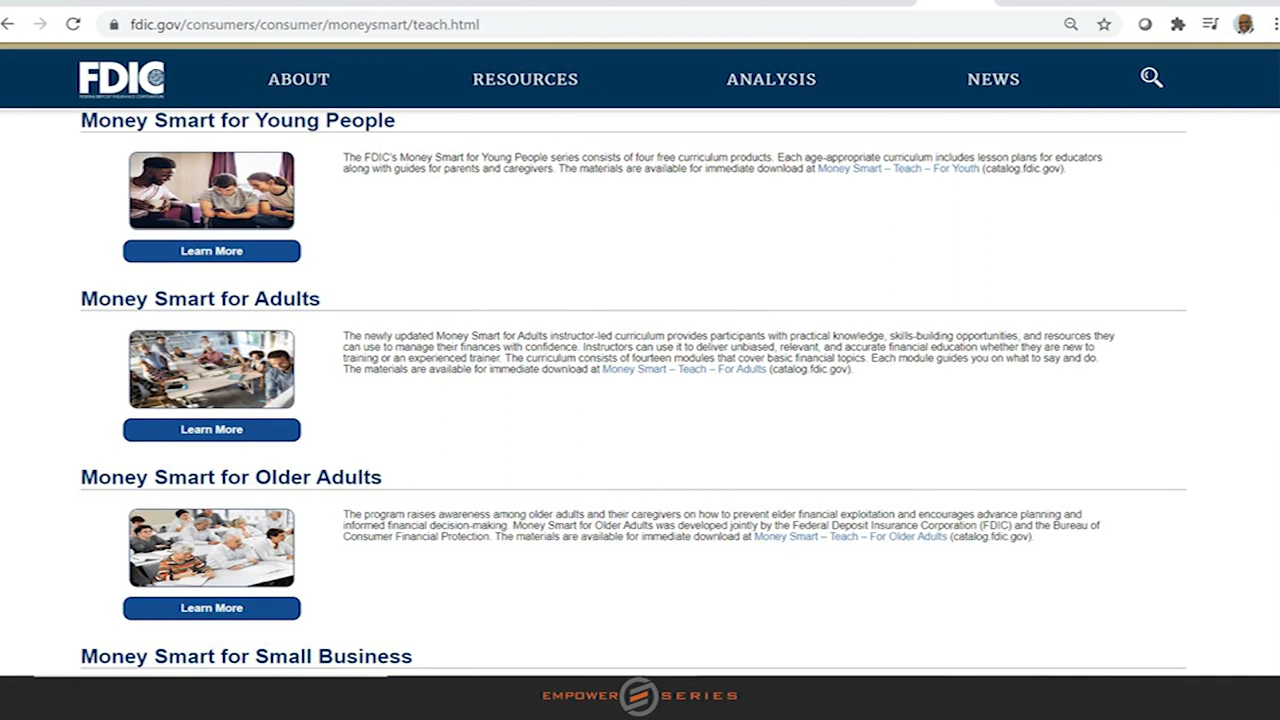 fdic.gov/consumers/consumer/moneysmart/teach.html
FDIC
FEDERAL DEPOSIT INSURANCE CORPORATION
ABOUT
RESOURCES
ANALYSIS
NEWS
Money Smart for Young People
The FDIC's Money Smart for Young People series consists of four free curriculum products. Each age-appropriate curriculum includes lesson plans for educators
along with guides for parents and caregivers. The materials are available for immediate download at Money Smart – Teach – For Youth (catalog.fdic.gov).
Learn More
Money Smart for Adults
The newly updated Money Smart for Adults instructor-led curriculum provides participants with practical knowledge, skills-building opportunities, and resources they
can use to manage their finances with confidence. Instructors can use it to deliver unbiased, relevant, and accurate financial education whether they are new to
training or an experienced trainer. The curriculum consists of fourteen modules that cover basic financial topics. Each module guides you on what to say and do.
The materials are available for immediate download at Money Smart – Teach – For Adults (catalog.fdic.gov).
Learn More
Money Smart for Older Adults
The program raises awareness among older adults and their caregivers on how to prevent elder financial exploitation and encourages advance planning and
informed financial decision-making. Money Smart for Older Adults was developed jointly by the Federal Deposit Insurance Corporation (FDIC) and the Bureau of
Consumer Financial Protection. The materials are available for immediate download at Money Smart – Teach – For Older Adults (catalog.fdic.gov).
Learn More
Money Smart for Small Business
EMPOWER SERIES